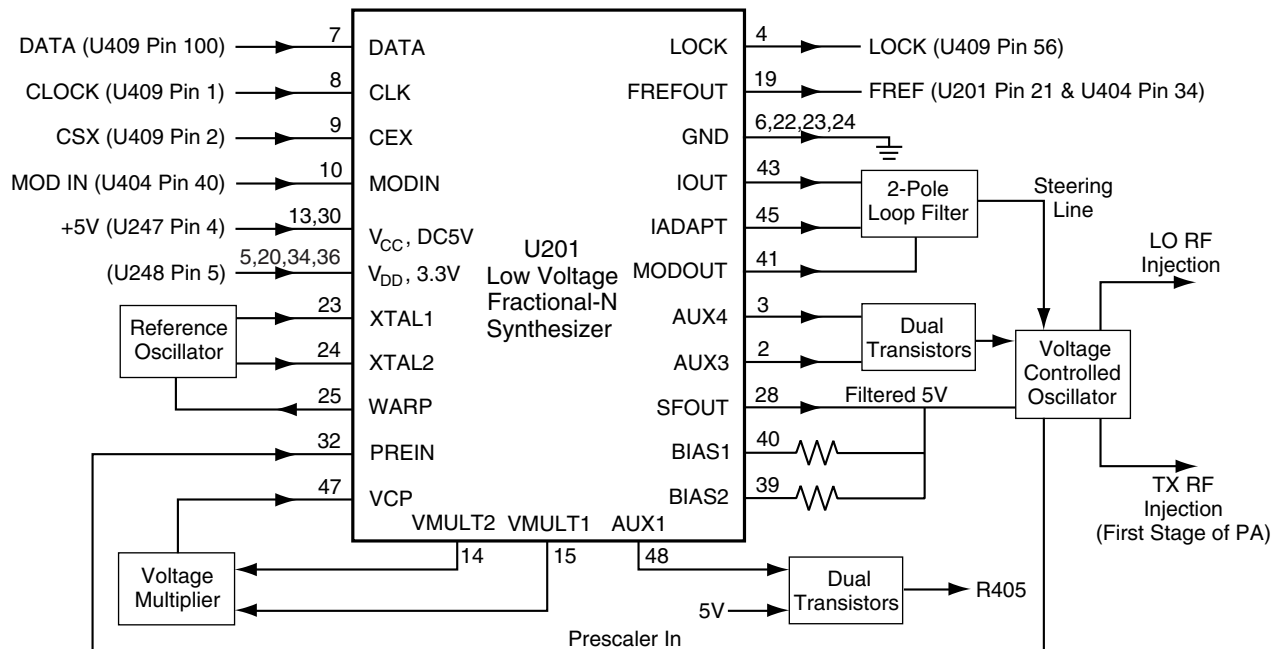 DATA (U409 Pin 100)
7
DATA
CLOCK (U409 Pin 1)
8
CLK
CSX (U409 Pin 2)
9
CEX
MOD IN (U404 Pin 40)
10
MODIN
+5V (U247 Pin 4)
13,30
VCC, DC5V
(U248 Pin 5)
5,20,34,36
VDD, 3.3V
Reference
Oscillator
23
XTAL1
24
XTAL2
25
WARP
32
PREIN
47
VCP
U201
Low Voltage
Fractional-N
Synthesizer
LOCK
4
LOCK (U409 Pin 56)
FREFOUT
19
FREF (U201 Pin 21 & U404 Pin 34)
GND
6,22,23,24
IOUT
43
IADAPT
45
MODOUT
41
2-Pole
Loop Filter
Steering
Line
AUX4
3
AUX3
2
Dual
Transistors
SFOUT
28
Filtered 5V
BIAS1
40
BIAS2
39
LO RF
Injection
Voltage
Controlled
Oscillator
TX RF
Injection
(First Stage of PA)
VMULT2
14
VMULT1
15
AUX1
48
Voltage
Multiplier
5V
Dual
Transistors
R405
Prescaler In